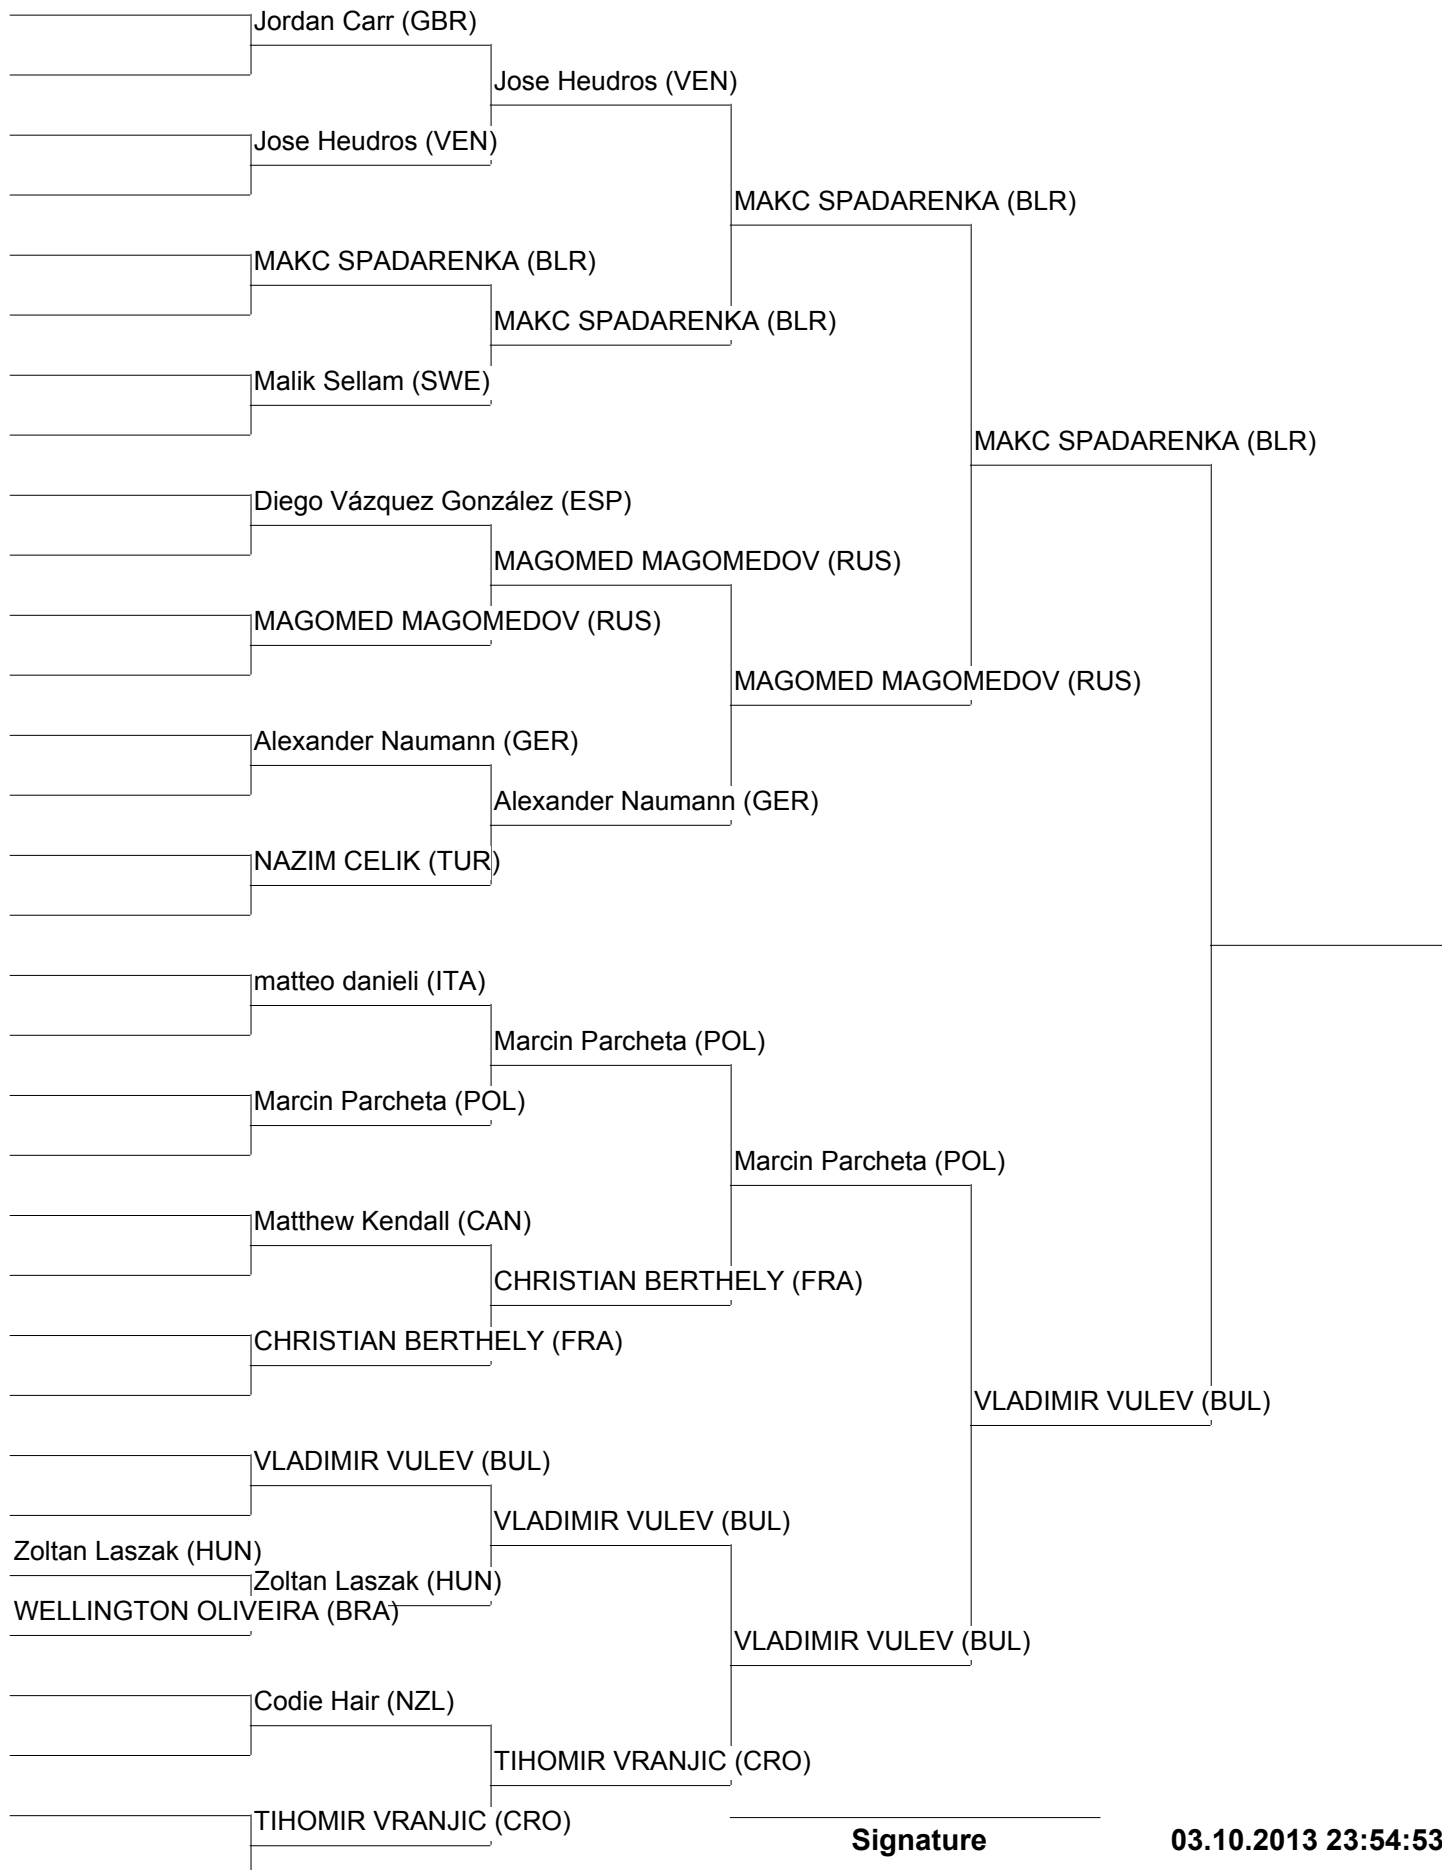 Jordan Carr (GBR)
Jose Heudros (VEN)
Jose Heudros (VEN)
MAKC SPADARENKA (BLR)
MAKC SPADARENKA (BLR)
MAKC SPADARENKA (BLR)
Malik Sellam (SWE)
MAKC SPADARENKA (BLR)
Diego Vázquez González (ESP)
MAGOMED MAGOMEDOV (RUS)
MAGOMED MAGOMEDOV (RUS)
MAGOMED MAGOMEDOV (RUS)
Alexander Naumann (GER)
Alexander Naumann (GER)
NAZIM CELIK (TUR)
matteo danieli (ITA)
Marcin Parcheta (POL)
Marcin Parcheta (POL)
Marcin Parcheta (POL)
Matthew Kendall (CAN)
CHRISTIAN BERTHELY (FRA)
CHRISTIAN BERTHELY (FRA)
VLADIMIR VULEV (BUL)
VLADIMIR VULEV (BUL)
VLADIMIR VULEV (BUL)
Zoltan Laszak (HUN)
Zoltan Laszak (HUN)
WELLINGTON OLIVEIRA (BRA)
VLADIMIR VULEV (BUL)
Codie Hair (NZL)
TIHOMIR VRANJIC (CRO)
TIHOMIR VRANJIC (CRO)
Signature 03.10.2013 23:54:53